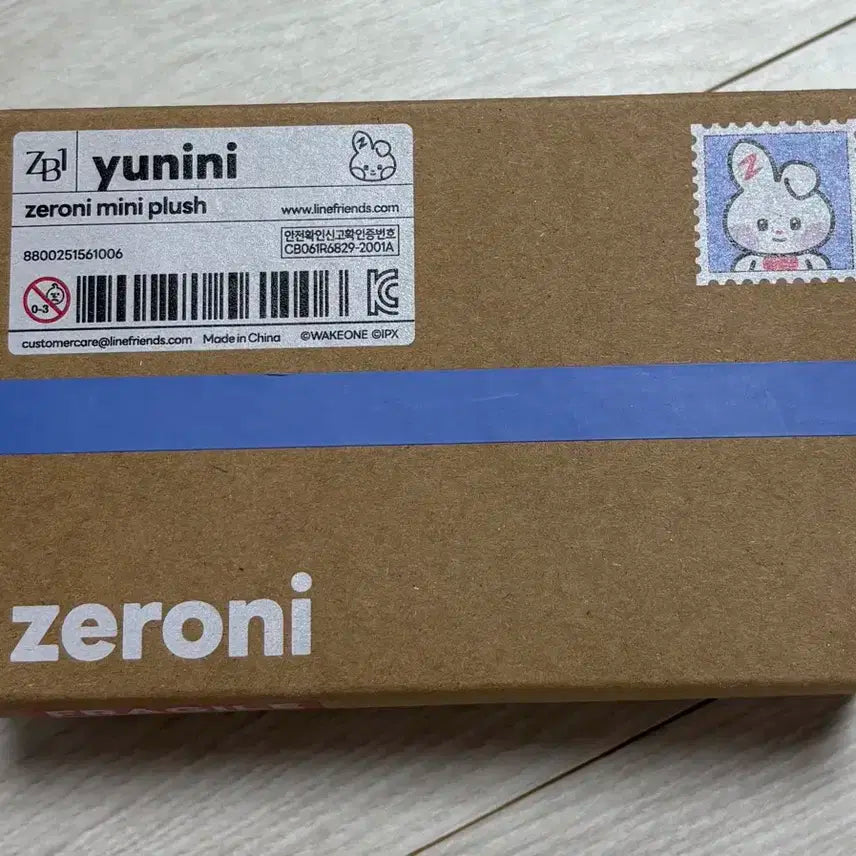 ZB1 yunini
zeroni mini plush www.linefriends.com
8800251561006
안전확인신고확인증번호
CB061R6829-2001A
0-3
customercare@linefriends.com Made in China ©WAKEONE ©IPX
Z
zeroni
FRAGILE